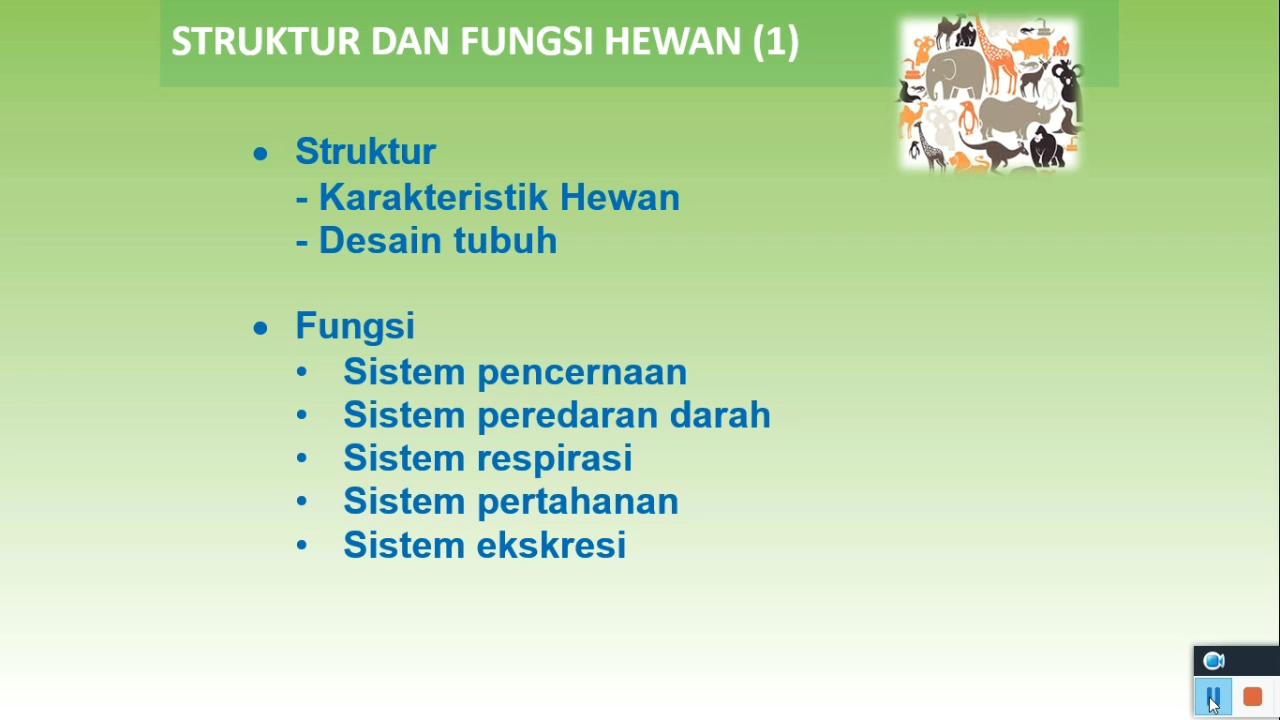 STRUKTUR DAN FUNGSI HEWAN (1)
• Struktur
- Karakteristik Hewan
- Desain tubuh
• Fungsi
• Sistem pencernaan
• Sistem peredaran darah
• Sistem respirasi
• Sistem pertahanan
• Sistem ekskresi